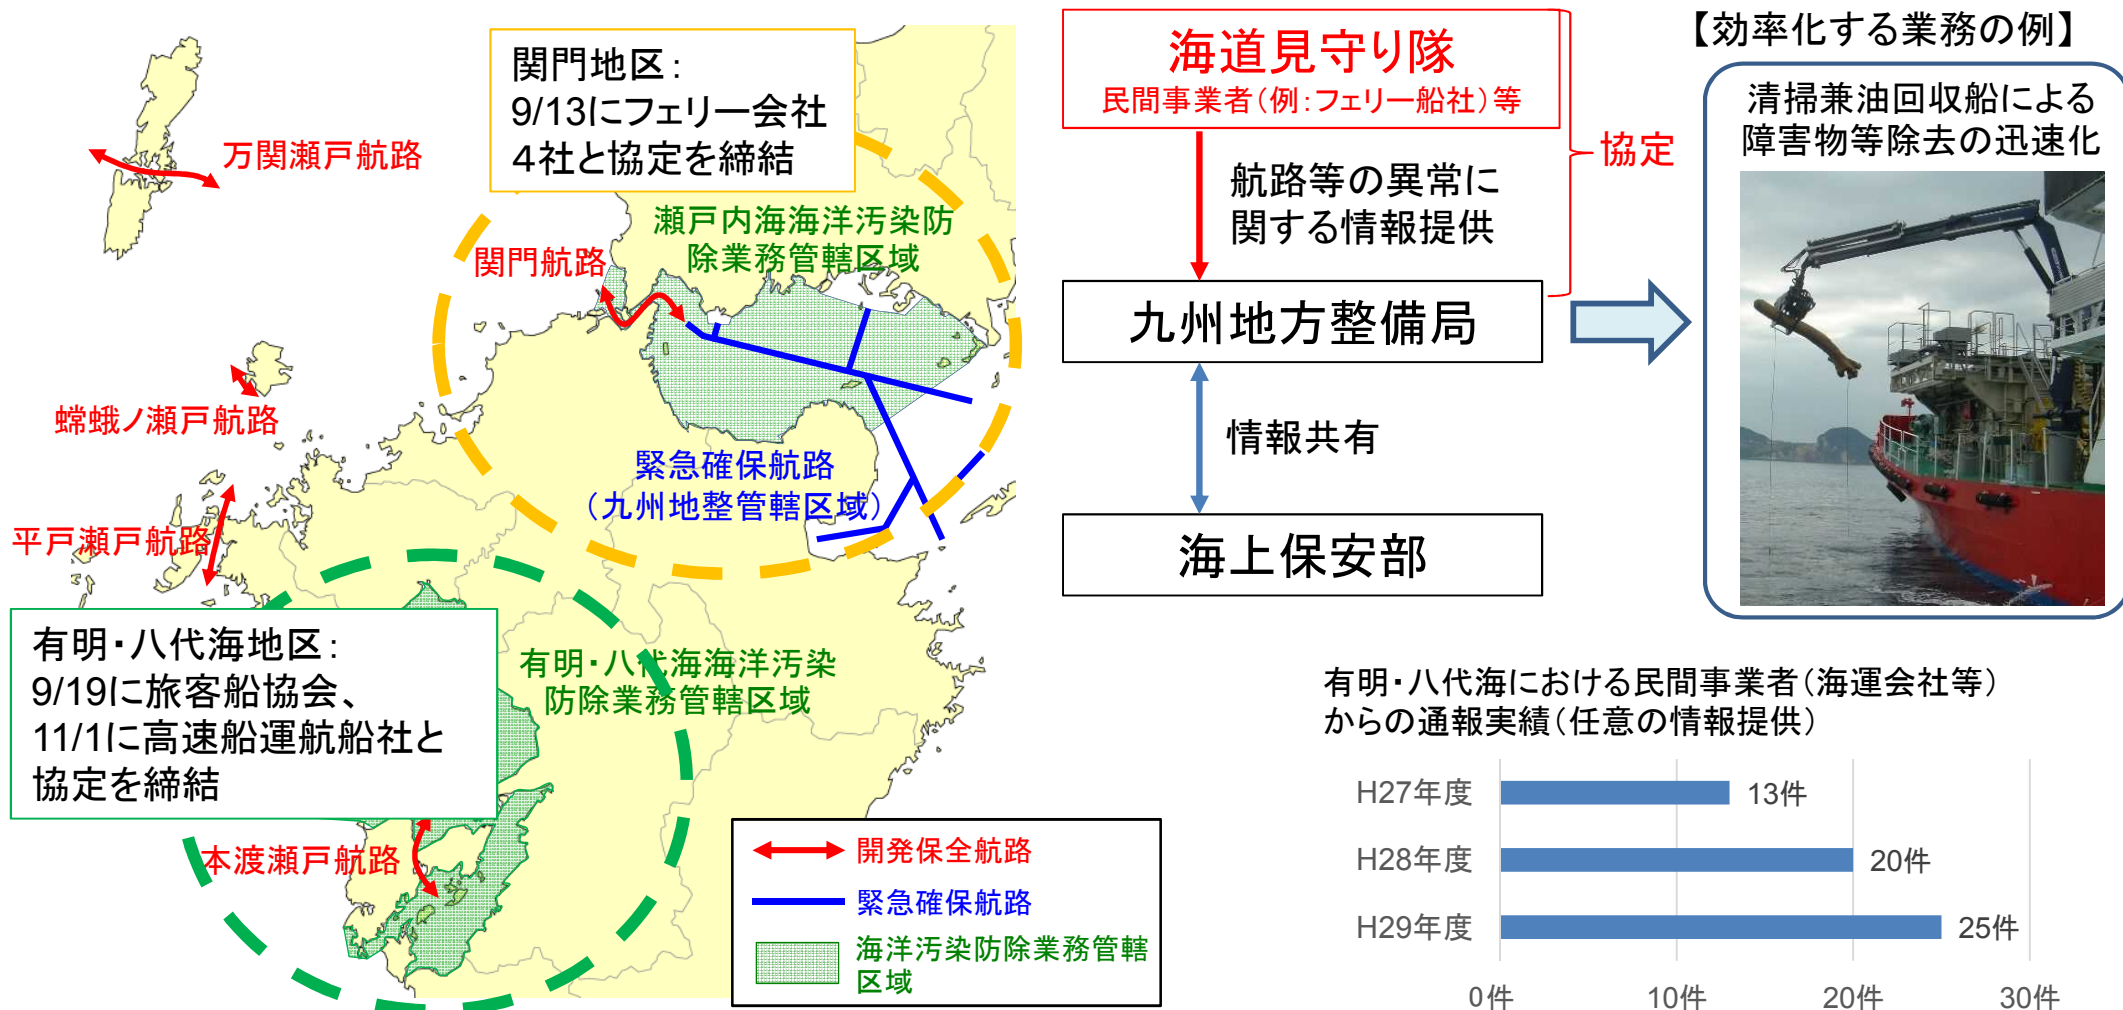 関門地区：
9/13にフェリー会社
４社と協定を締結
万関瀬戸航路
瀬戸内海海洋汚染防
除業務管轄区域
関門航路
蠑蛾ノ瀬戸航路
緊急確保航路
（九州地整管轄区域）
平戸瀬戸航路
有明・八代海地区：
9/19に旅客船協会、
11/1に高速船運航船社と
協定を締結
有明・八代海海洋汚染
防除業務管轄区域
本渡瀬戸航路
開発保全航路
緊急確保航路
海洋汚染防除業務管轄
区域
海道見守り隊
民間事業者（例：フェリー船社）等
協定
航路等の異常に
関する情報提供
九州地方整備局
情報共有
海上保安部
【効率化する業務の例】
清掃兼油回収船による
障害物等除去の迅速化
有明・八代海における民間事業者（海運会社等）
からの通報実績（任意の情報提供）
H27年度 13件
H28年度 20件
H29年度 25件
0件 10件 20件 30件